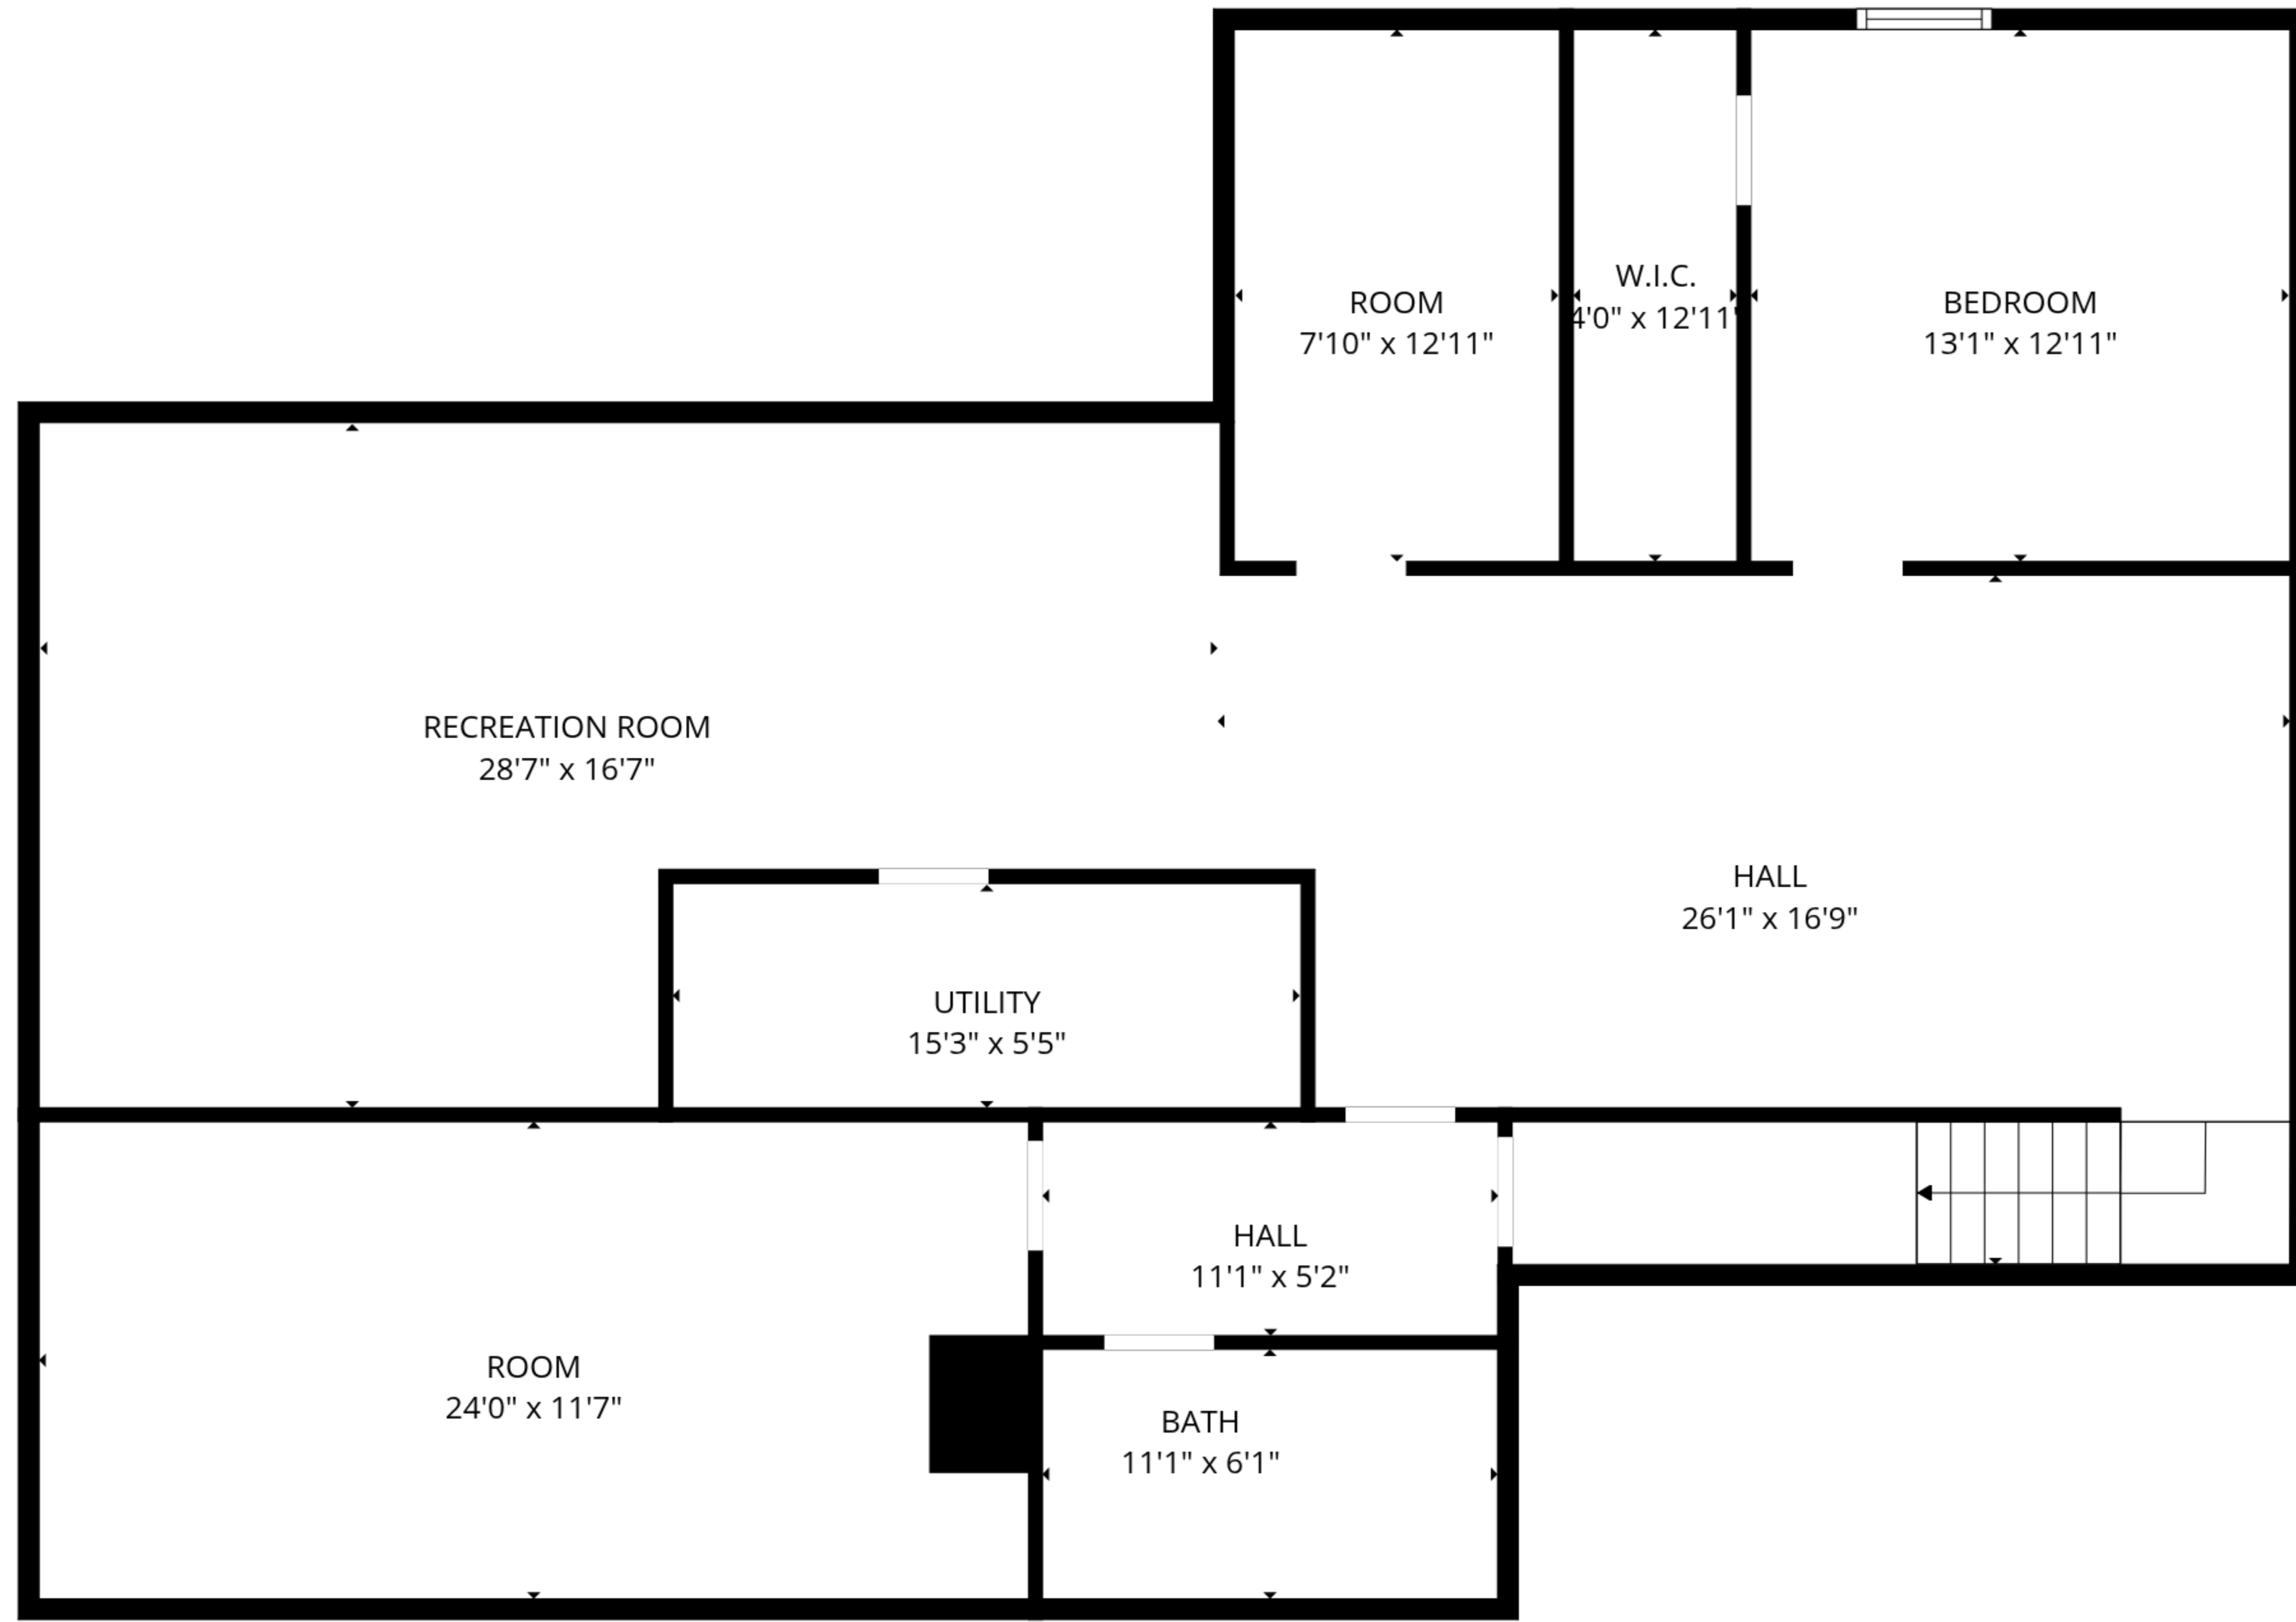 W.I.C.
4'0" x 12'11"
ROOM
7'10" x 12'11"
BEDROOM
13'1" x 12'11"
RECREATION ROOM
28'7" x 16'7"
HALL
26'1" x 16'9"
UTILITY
15'3" x 5'5"
HALL
11'1" x 5'2"
ROOM
24'0" x 11'7"
BATH
11'1" x 6'1"